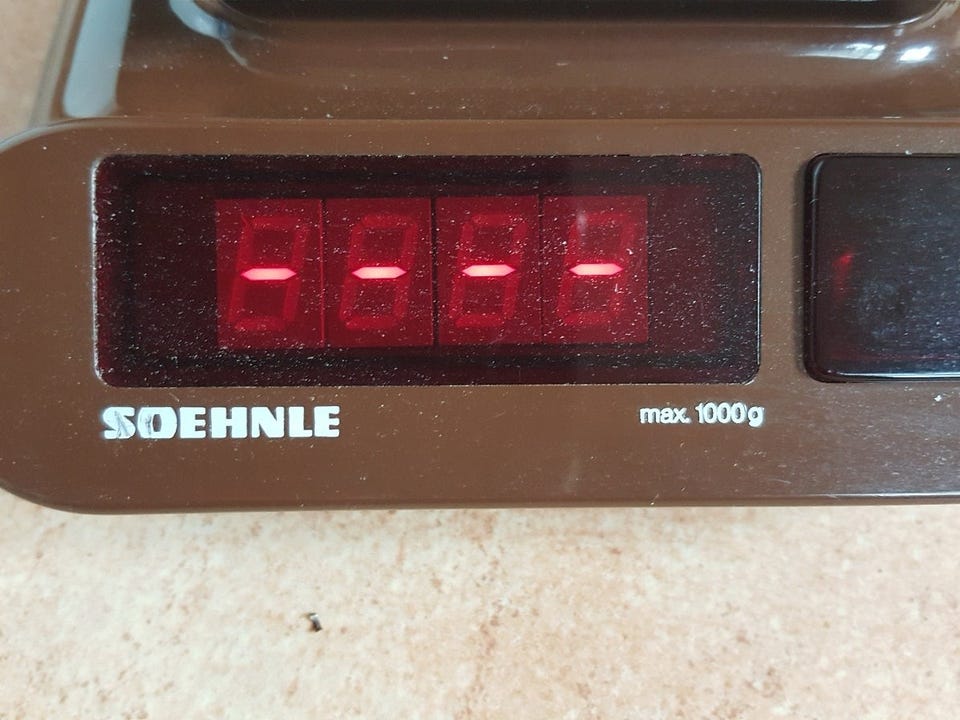 ----
SOEHNLE
max. 1000g